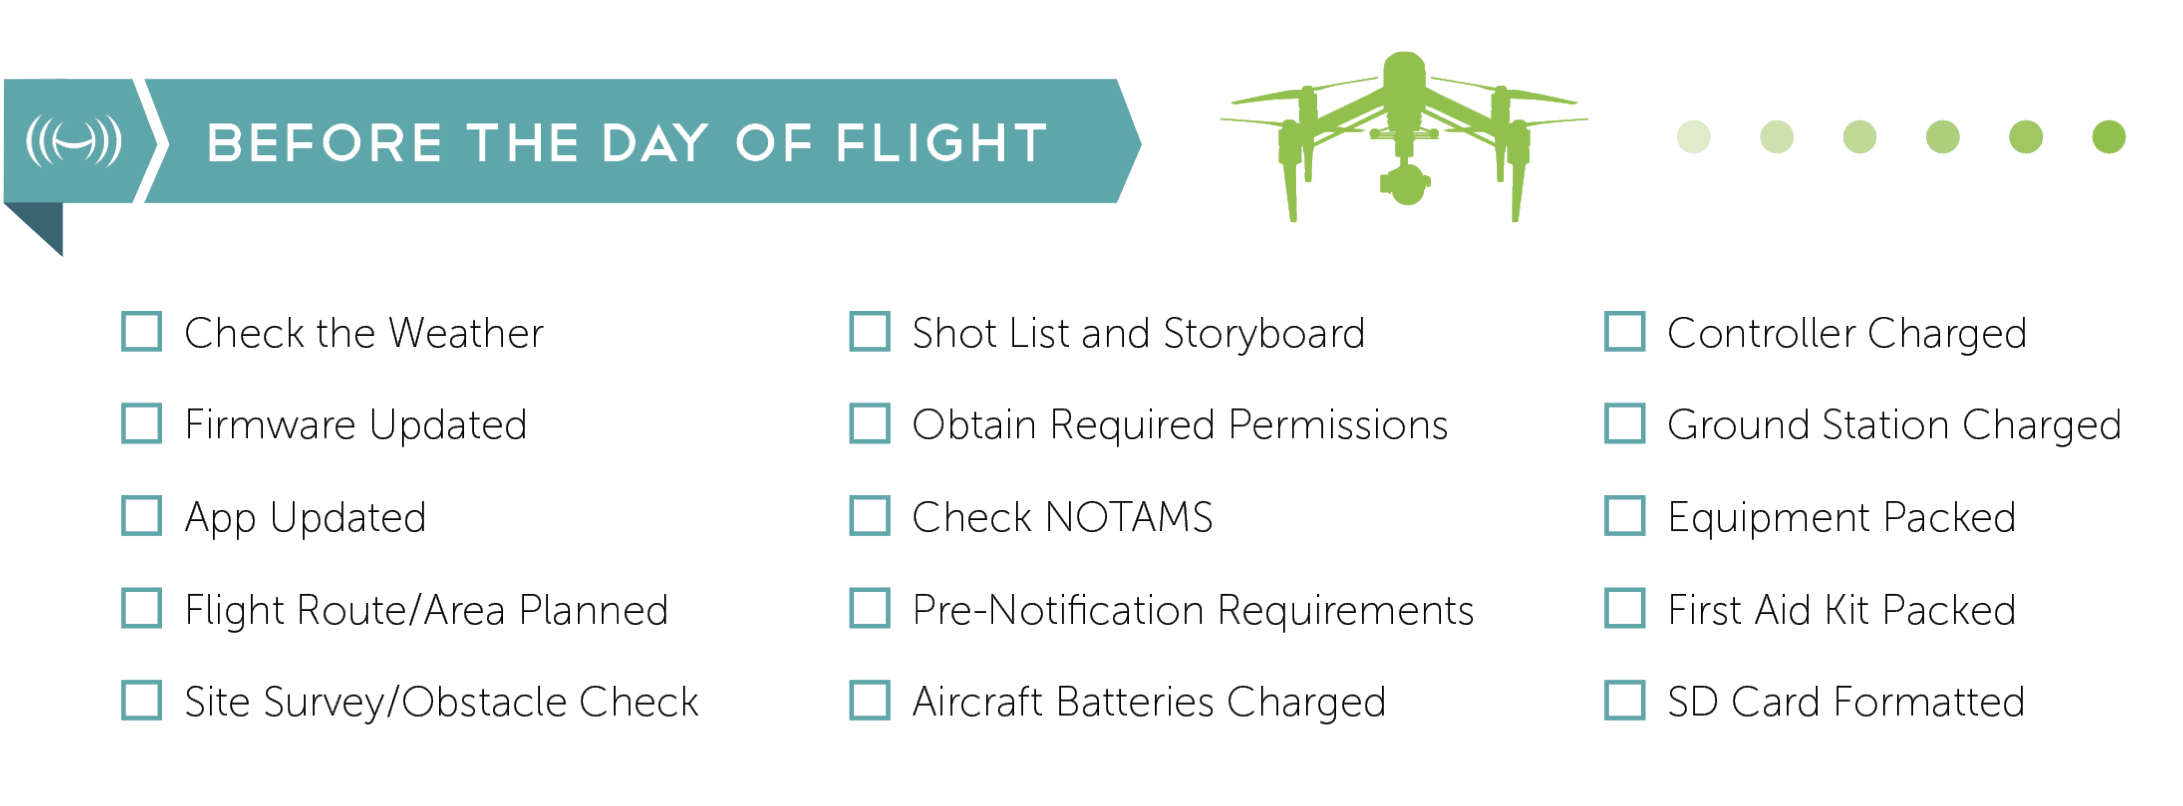 BEFORE THE DAY OF FLIGHT
Check the Weather
Firmware Updated
App Updated
Flight Route/Area Planned
Site Survey/Obstacle Check
Shot List and Storyboard
Obtain Required Permissions
Check NOTAMS
Pre-Notification Requirements
Aircraft Batteries Charged
Controller Charged
Ground Station Charged
Equipment Packed
First Aid Kit Packed
SD Card Formatted